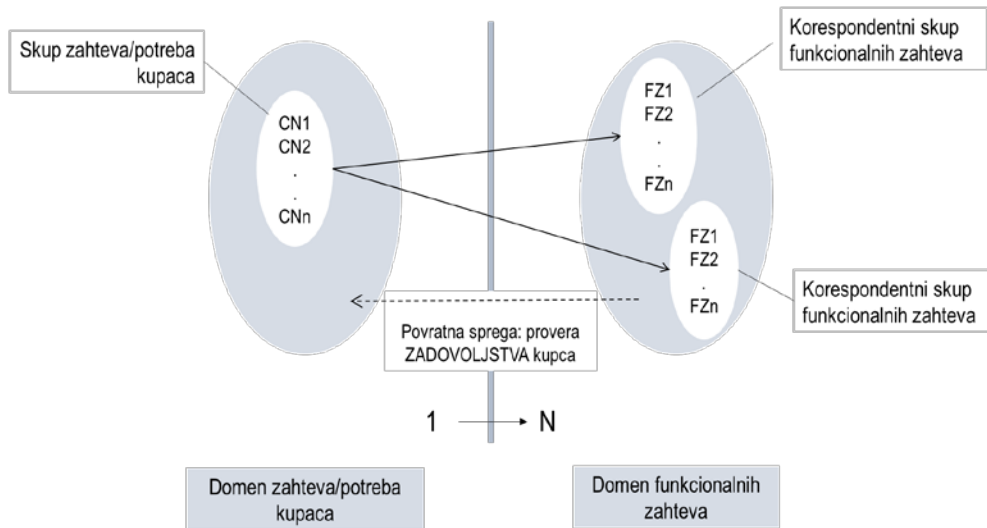 Skup zahteva/potreba
kupaca
CN1
CN2
.
.
CNn
Korespondentni skup
funkcionalnih zahteva
FZ1
FZ2
.
.
FZn
FZ1
FZ2
.
FZn
Korespondentni skup
funkcionalnih zahteva
Povratna sprega: provera
ZADOVOLJSTVA kupca
1 N
Domen zahteva/potreba
kupaca
Domen funkcionalnih
zahteva